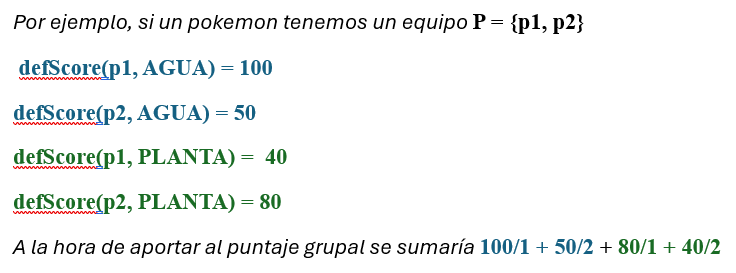 Por ejemplo, si un pokemon tenemos un equipo P = {p1, p2}
defScore(p1, AGUA) = 100
defScore(p2, AGUA) = 50
defScore(p1, PLANTA) = 40
defScore(p2, PLANTA) = 80
A la hora de aportar al puntaje grupal se sumaría 100/1 + 50/2 + 80/1 + 40/2